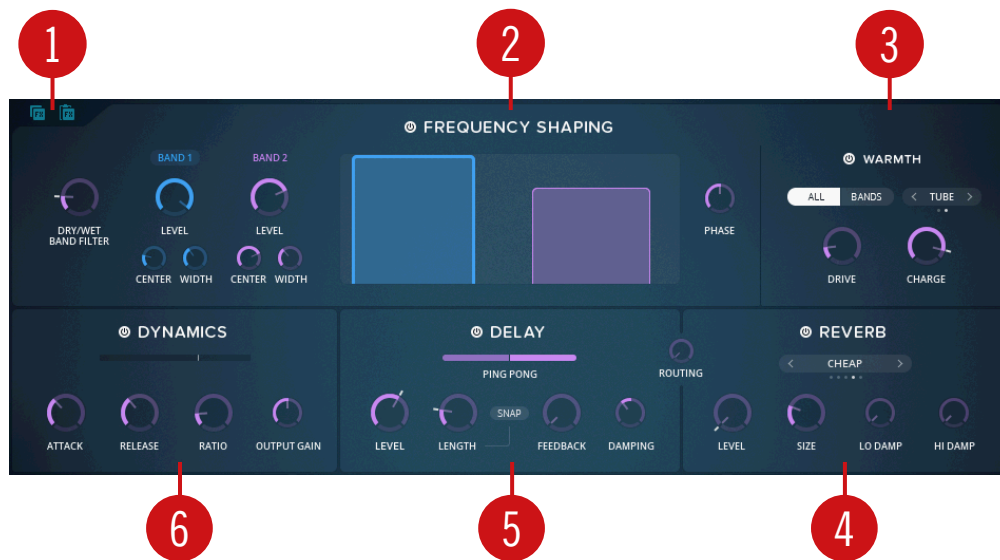 1
2
3
FX FX
FREQUENCY SHAPING
BAND 1
BAND 2
WARMTH
ALL BANDS < TUBE >
DRY/WET
BAND FILTER
LEVEL
LEVEL
PHASE
CENTER WIDTH
CENTER WIDTH
DRIVE
CHARGE
DYNAMICS
ATTACK
RELEASE
RATIO
OUTPUT GAIN
DELAY
PING PONG
ROUTING
SNAP
LEVEL
LENGTH
FEEDBACK
DAMPING
REVERB
< CHEAP >
LEVEL
SIZE
LO DAMP
HI DAMP
6
5
4